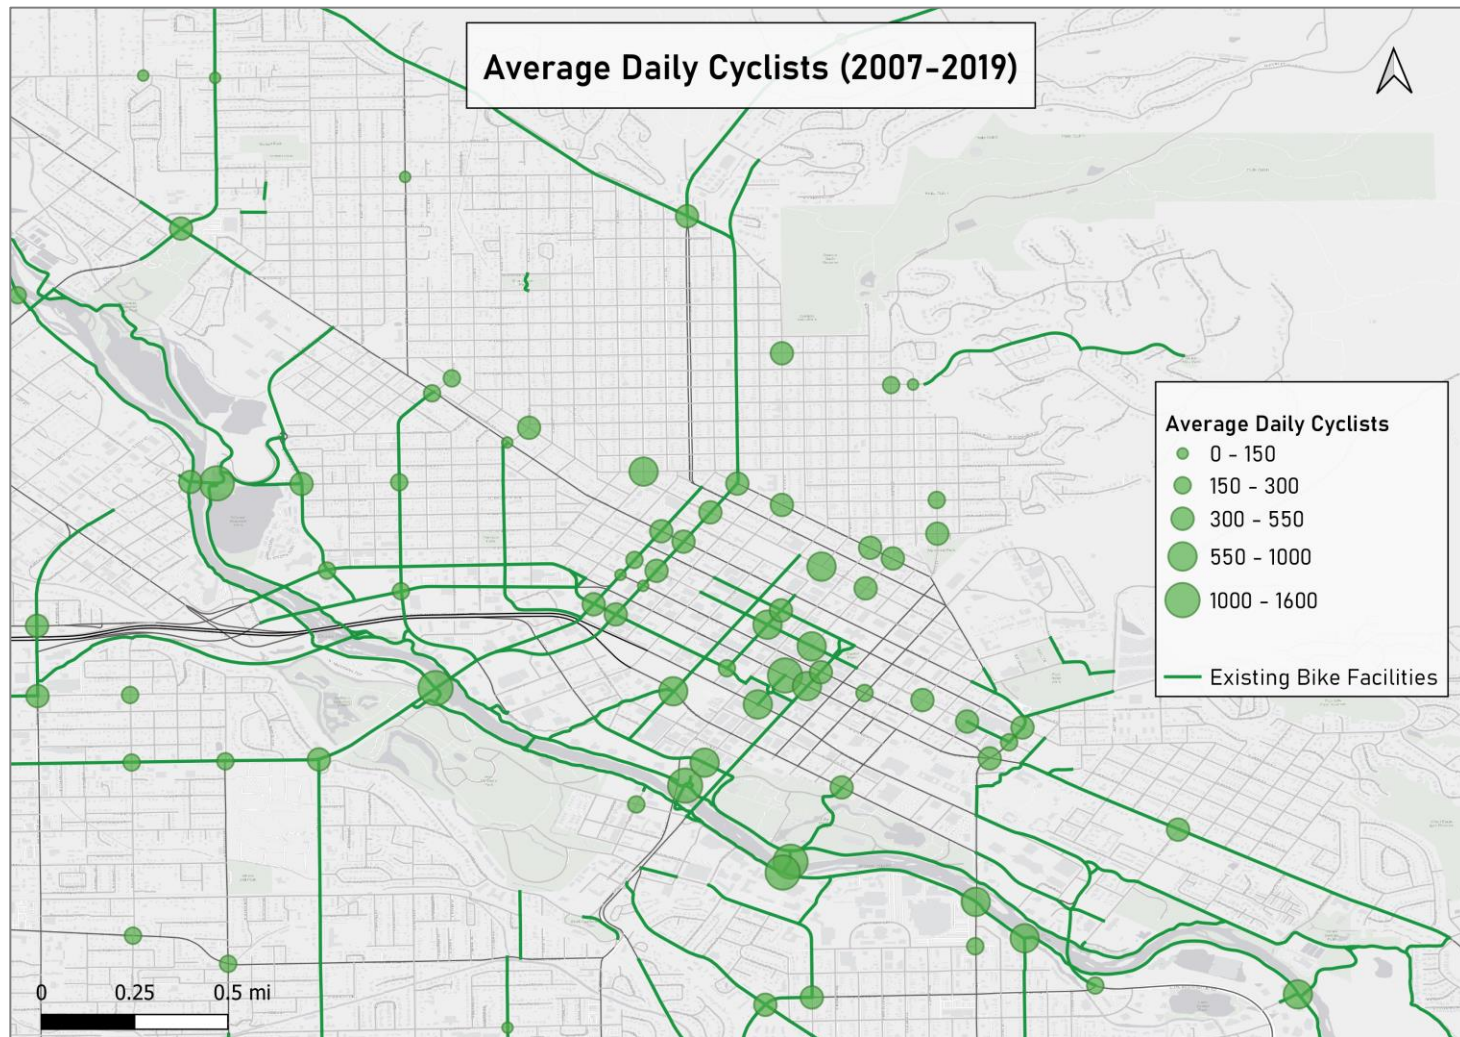 Average Daily Cyclists (2007-2019)
Average Daily Cyclists
0 - 150
150 - 300
300 - 550
550 - 1000
1000 - 1600
Existing Bike Facilities
0 0.25 0.5 mi